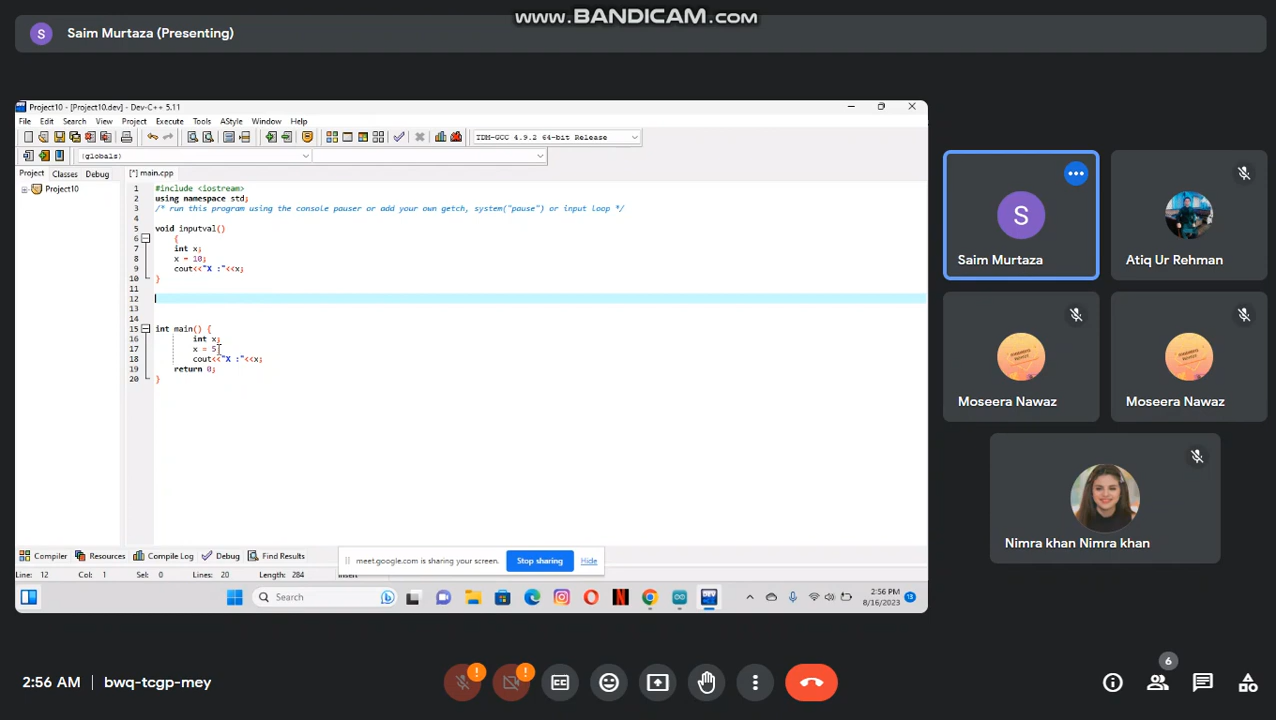 www.BANDICAM.com
S Saim Murtaza (Presenting)
Project10 - [Project10.dev] - Dev-C++ 5.11
File Edit Search View Project Execute Tools AStyle Window Help
TDM-GCC 4.9.2 64-bit Release
(globals)
Project Classes Debug [*] main.cpp
Project10
1 #include <iostream>
2 using namespace std;
3 /* run this program using the console pauser or add your own getch, system("pause") or input loop */
4
5 void inputval()
6 {
7 int x;
8 x = 10;
9 cout<<"X :"<<x;
10 }
11
12
13
14
15 int main() {
16 int x;
17 x = 5
18 cout<<"X :"<<x;
19 return 0;
20 }
Compiler Resources Compile Log Debug Find Results
meet.google.com is sharing your screen. Stop sharing Hide
Line: 12 Col: 1 Sel: 0 Lines: 20 Length: 284 Insert
Search
DEV
2:56 PM
8/16/2023
13
S
Saim Murtaza
Atiq Ur Rehman
Moseera Nawaz
Moseera Nawaz
Nimra khan Nimra khan
2:56 AM | bwq-tcgp-mey
6